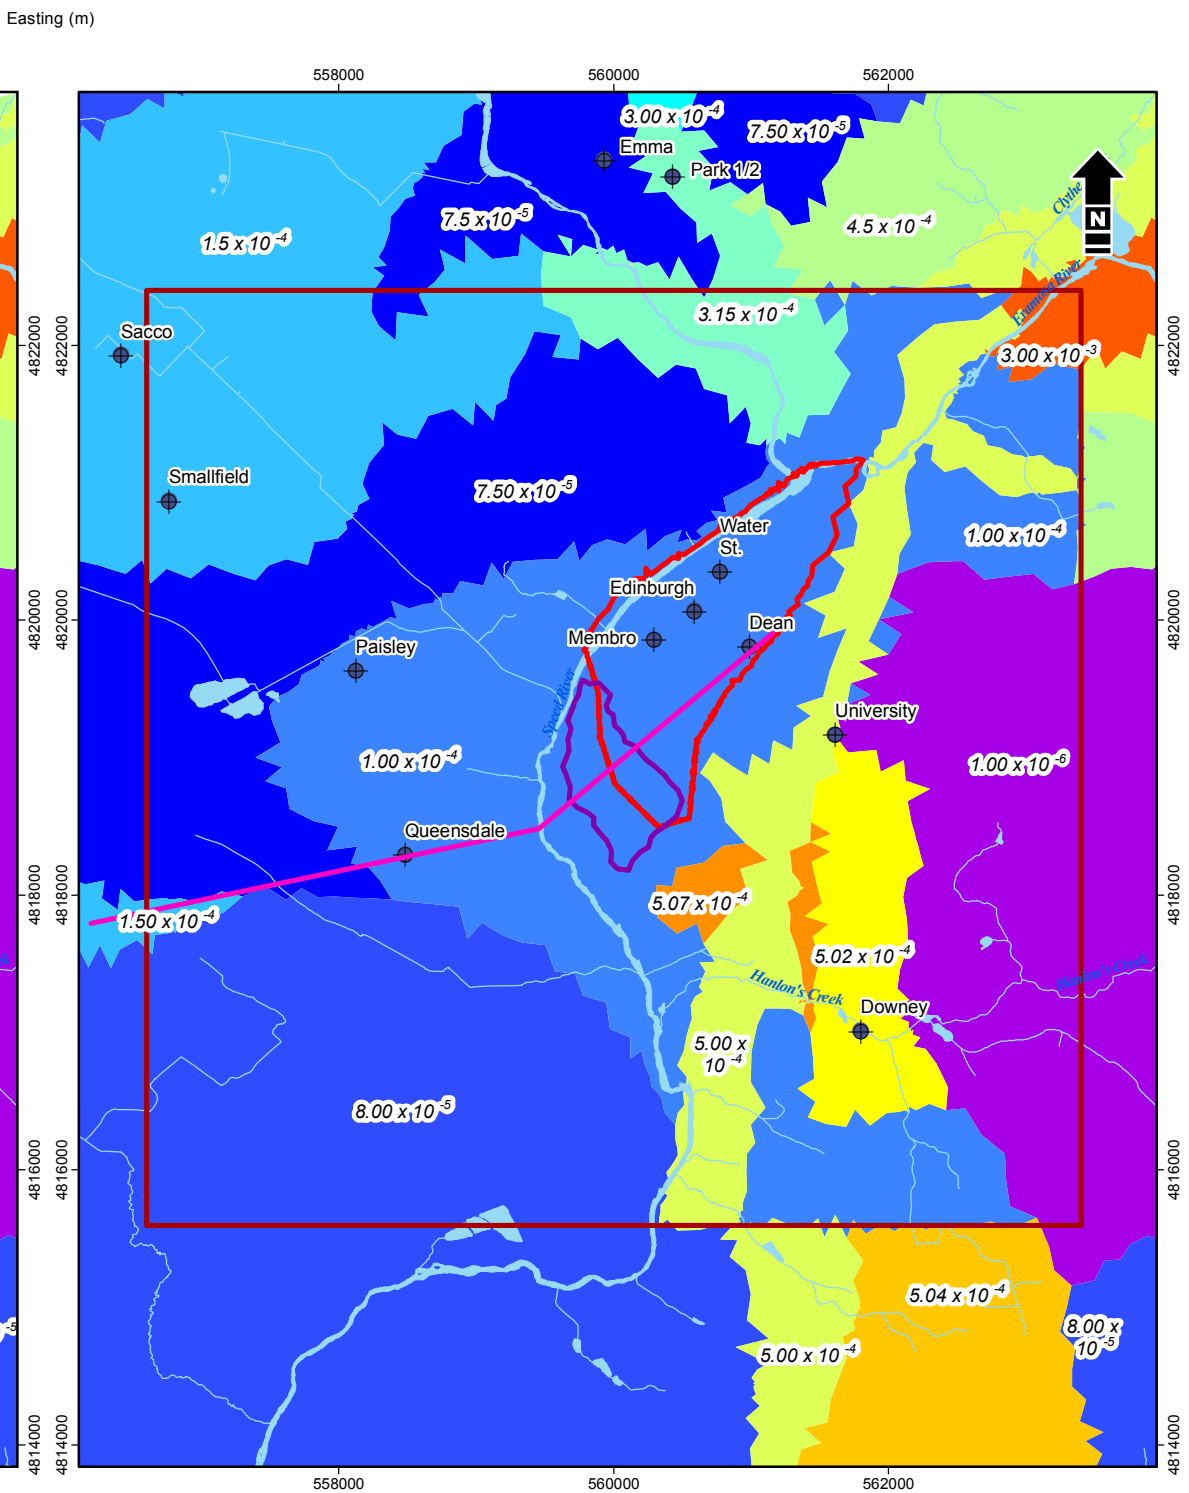 Easting (m)
558000
560000
562000
3.00 x 10 -4
7.50 x 10 -5
Emma
Park 1/2
Clythe
N
7.5 x 10 -5
4.5 x 10 -4
1.5 x 10 -4
Eramosa River
3.15 x 10 -4
Sacco
4822000
4822000
4822000
3.00 x 10 -3
Smallfield
7.50 x 10 -5
Water
St.
1.00 x 10 -4
Edinburgh
4820000
4820000
4820000
Membro
Dean
Paisley
Speed River
University
1.00 x 10 -4
1.00 x 10 -6
Queensdale
4818000
4818000
4818000
1.50 x 10 -4
5.07 x 10 -4
5.02 x 10 -4
k
Hanlon's Creek
Hanlon's Creek
Downey
5.00 x
10 -4
8.00 x 10 -5
4816000
4816000
4816000
5.04 x 10 -4
-5
8.00 x
10 -5
5.00 x 10 -4
4814000
4814000
4814000
558000
560000
562000